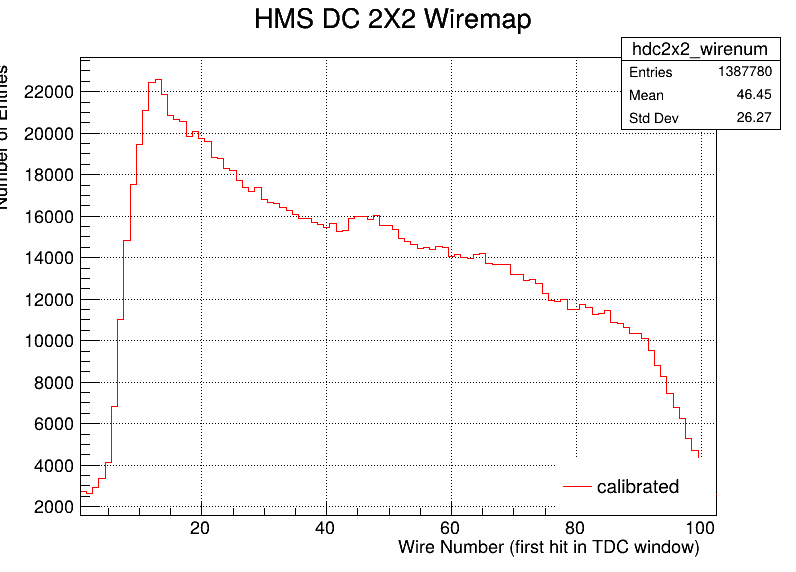 HMS DC 2X2 Wiremap
hdc2x2_wirenum
Entries 1387780
Mean 46.45
Std Dev 26.27
Number of Entries
22000
20000
18000
16000
14000
12000
10000
8000
6000
4000
2000
calibrated
20 40 60 80 100
Wire Number (first hit in TDC window)